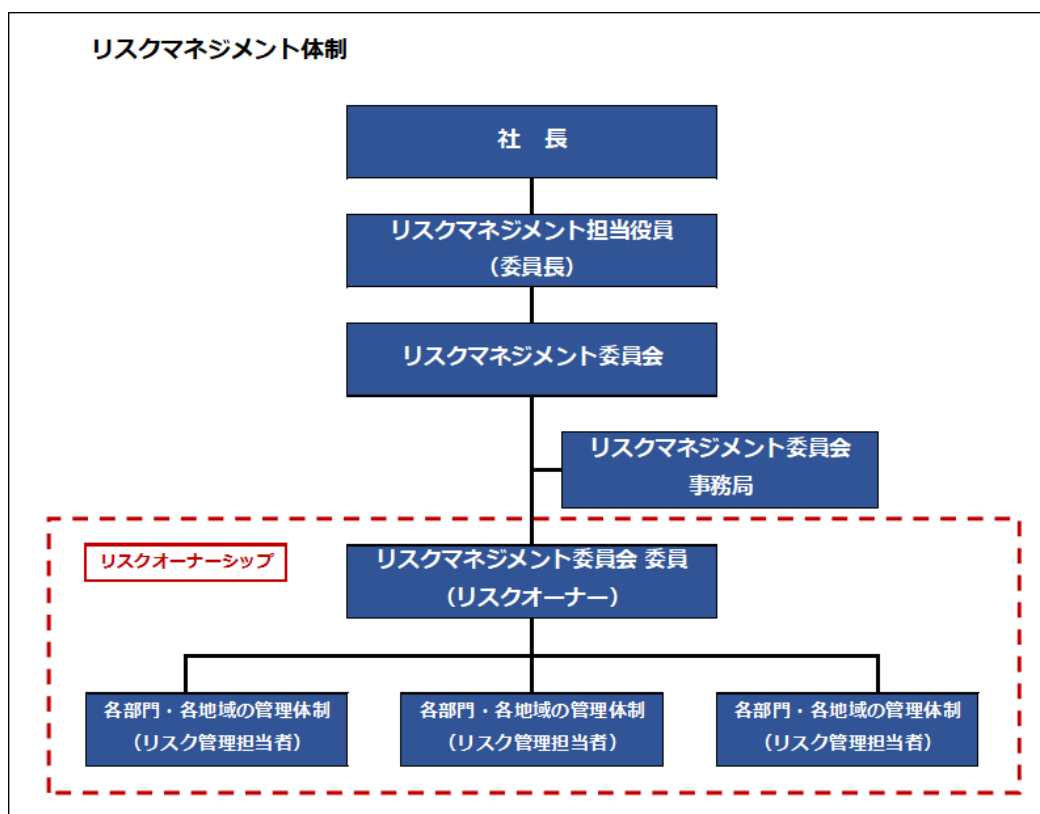 リスクマネジメント体制
社　長
リスクマネジメント担当役員
（委員長）
リスクマネジメント委員会
リスクマネジメント委員会
事務局
リスクオーナーシップ
リスクマネジメント委員会 委員
（リスクオーナー）
各部門・各地域の管理体制
（リスク管理担当者）
各部門・各地域の管理体制
（リスク管理担当者）
各部門・各地域の管理体制
（リスク管理担当者）